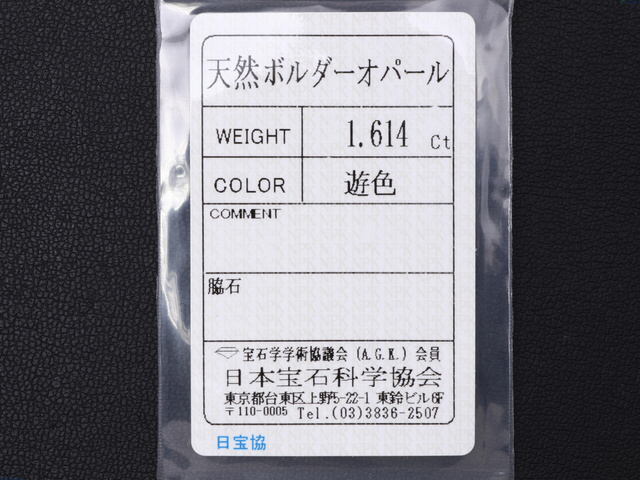 天然ボルダーオパール
WEIGHT 1.614 Ct
COLOR 遊色
COMMENT
脇石
宝石学学術協議会 (A.G.K.) 会員
日本宝石科学協会
東京都台東区上野5-22-1 東鈴ビル6F
〒110-0005 Tel.(03)3836-2507
日宝協